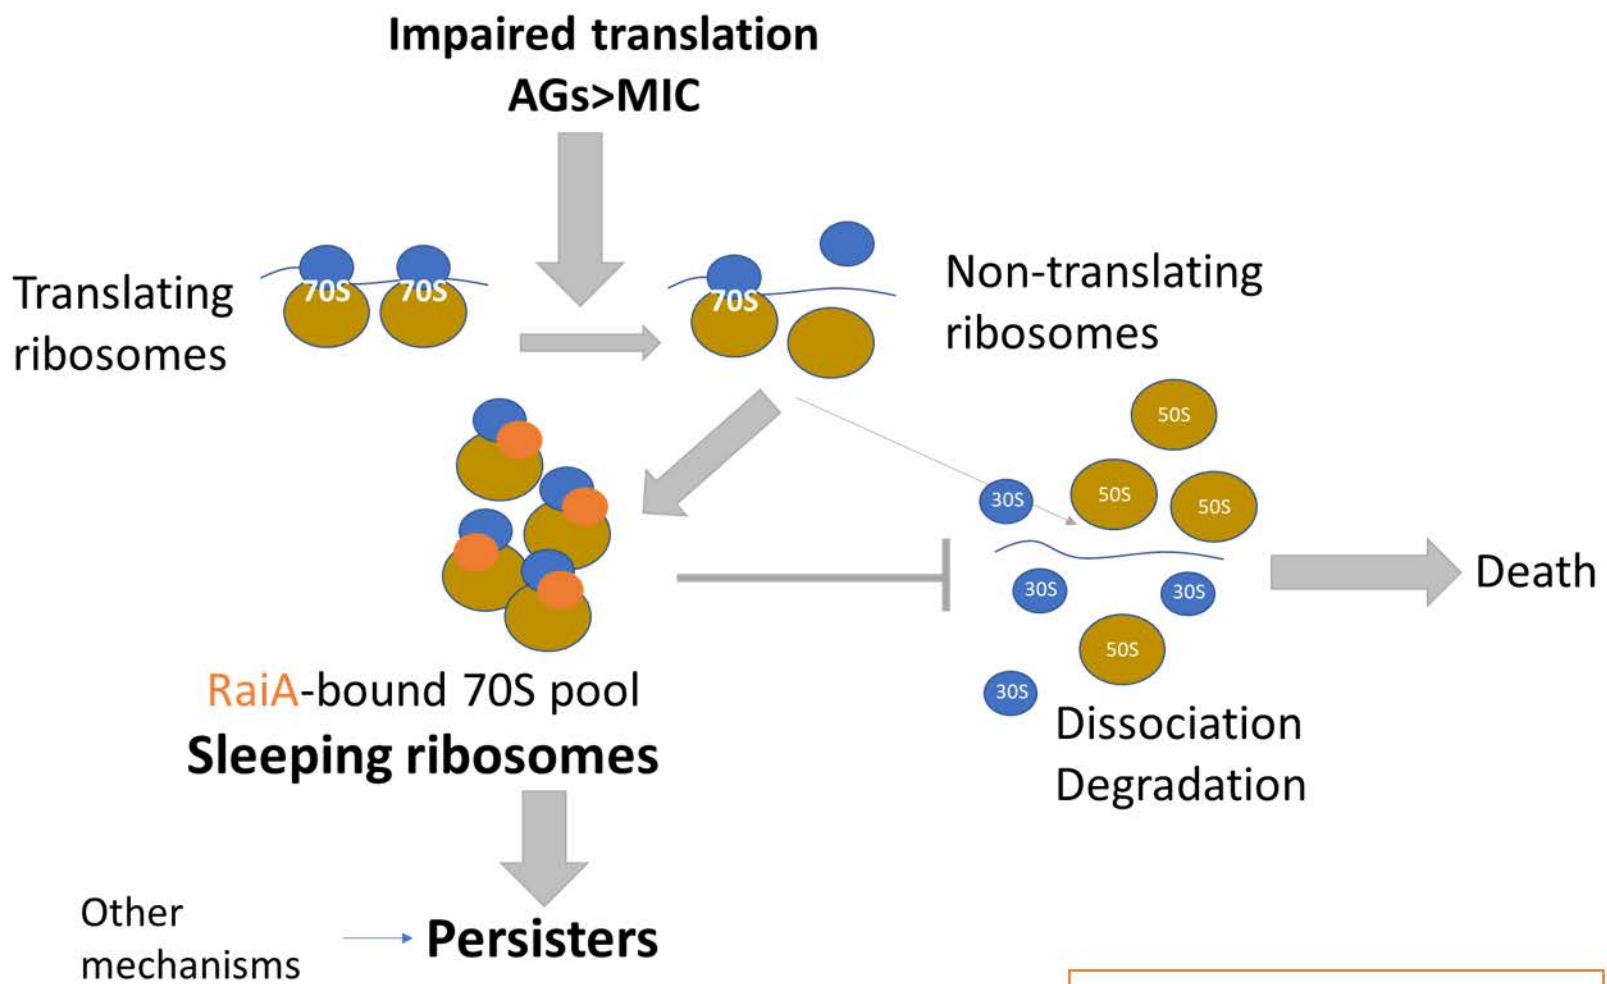 Impaired translation
AGs>MIC
Translating
ribosomes
70S
70S
70S
Non-translating
ribosomes
50S
50S
50S
30S
30S
30S
50S
30S
Death
RaiA-bound 70S pool
Sleeping ribosomes
Dissociation
Degradation
Other
mechanisms
Persisters